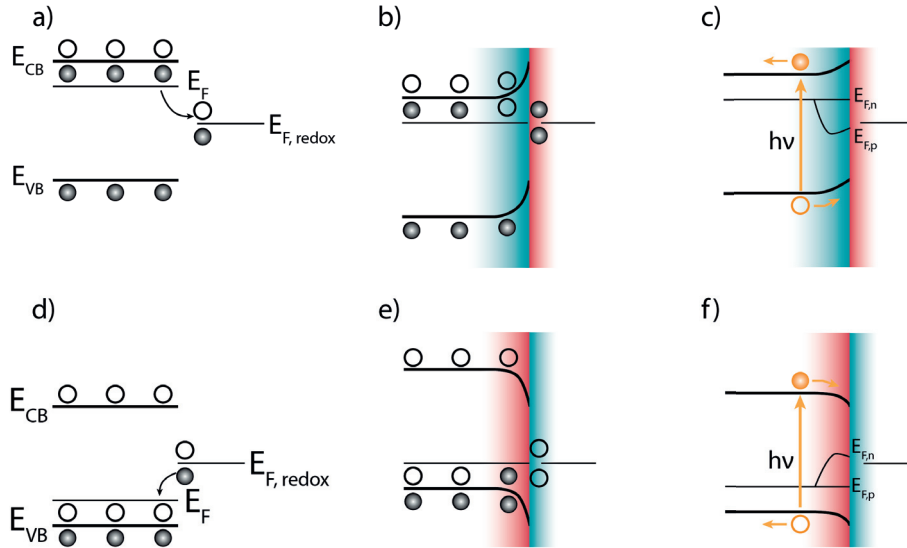 a)
b)
c)
E_CB
E_F
E_F, redox
E_VB
E_F,n
E_F,p
hν
d)
e)
f)
E_CB
E_F, redox
E_F
E_VB
E_F,n
E_F,p
hν